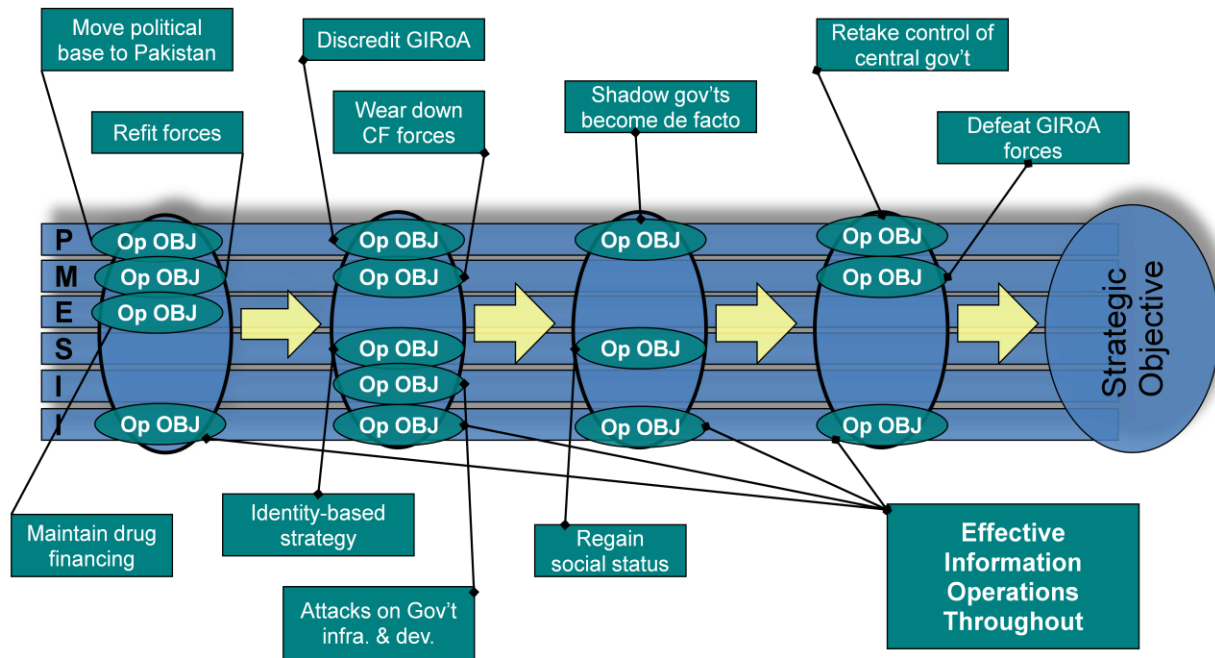 Move political
base to Pakistan
Discredit GIRoA
Retake control of
central gov't
Refit forces
Wear down
CF forces
Shadow gov'ts
become de facto
Defeat GIRoA
forces
P
Op OBJ
Op OBJ
Op OBJ
Op OBJ
M
Op OBJ
Op OBJ
Op OBJ
E
Op OBJ
S
Op OBJ
Op OBJ
I
Op OBJ
I
Op OBJ
Op OBJ
Op OBJ
Op OBJ
Strategic
Objective
Maintain drug
financing
Identity-based
strategy
Regain
social status
Attacks on Gov't
infra. & dev.
Effective
Information
Operations
Throughout